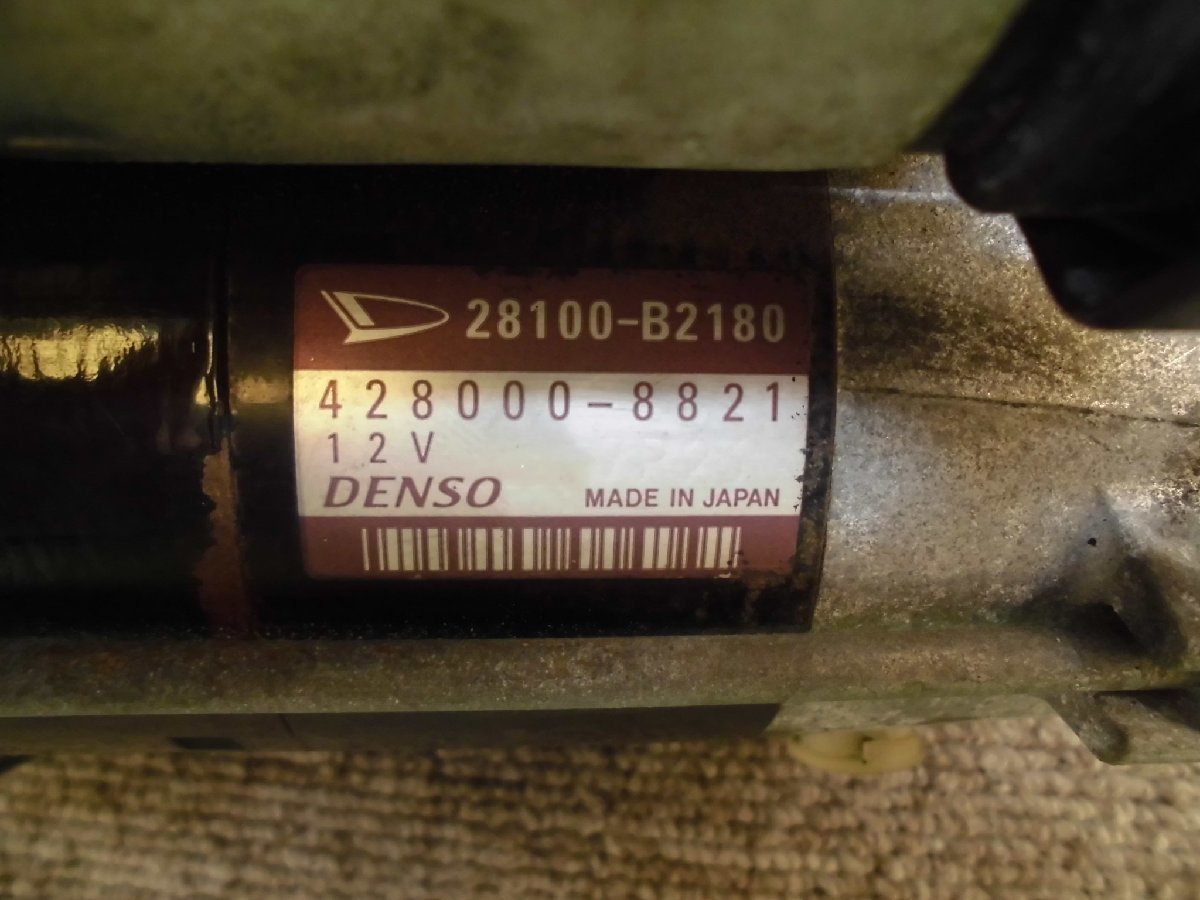 28100-B2180
428000-8821
12V
DENSO
MADE IN JAPAN